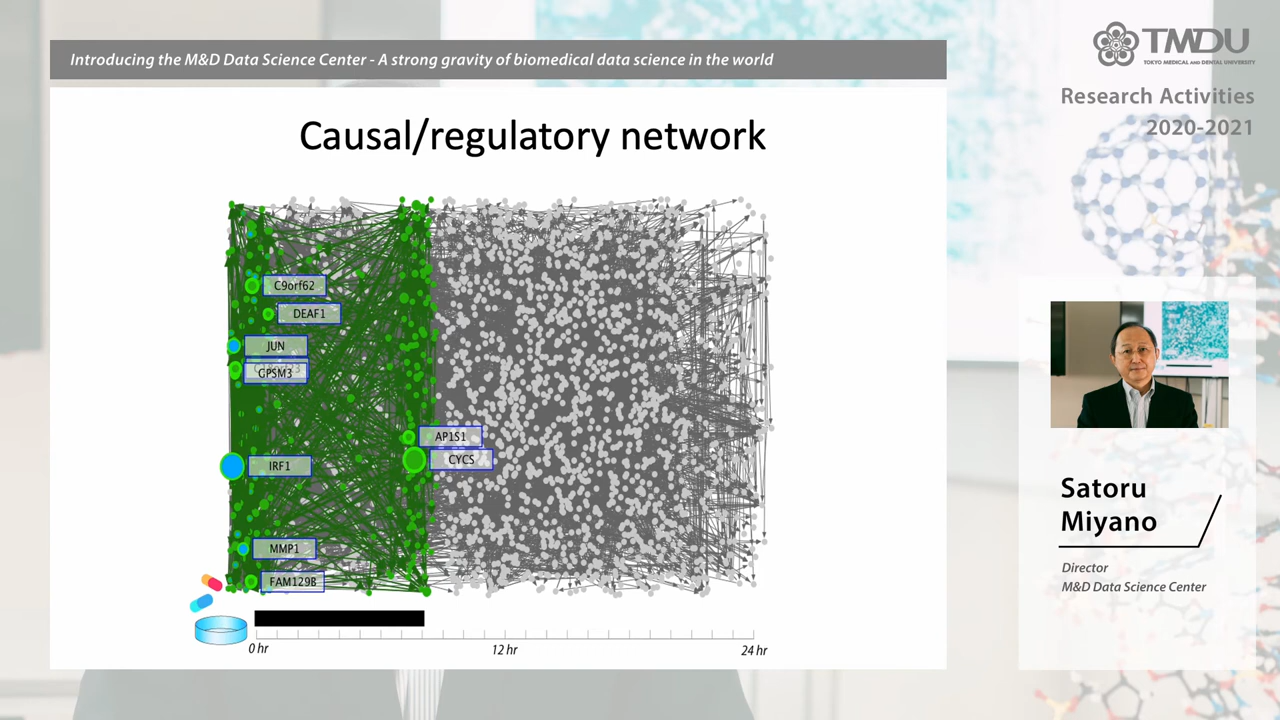 Introducing the M&D Data Science Center - A strong gravity of biomedical data science in the world
TMDU
TOKYO MEDICAL AND DENTAL UNIVERSITY
Research Activities
2020-2021
Causal/regulatory network
C9orf62
DEAF1
JUN
GPSM3
AP1S1
CYCS
IRF1
MMP1
FAM129B
0 hr
12 hr
24 hr
Satoru
Miyano
Director
M&D Data Science Center